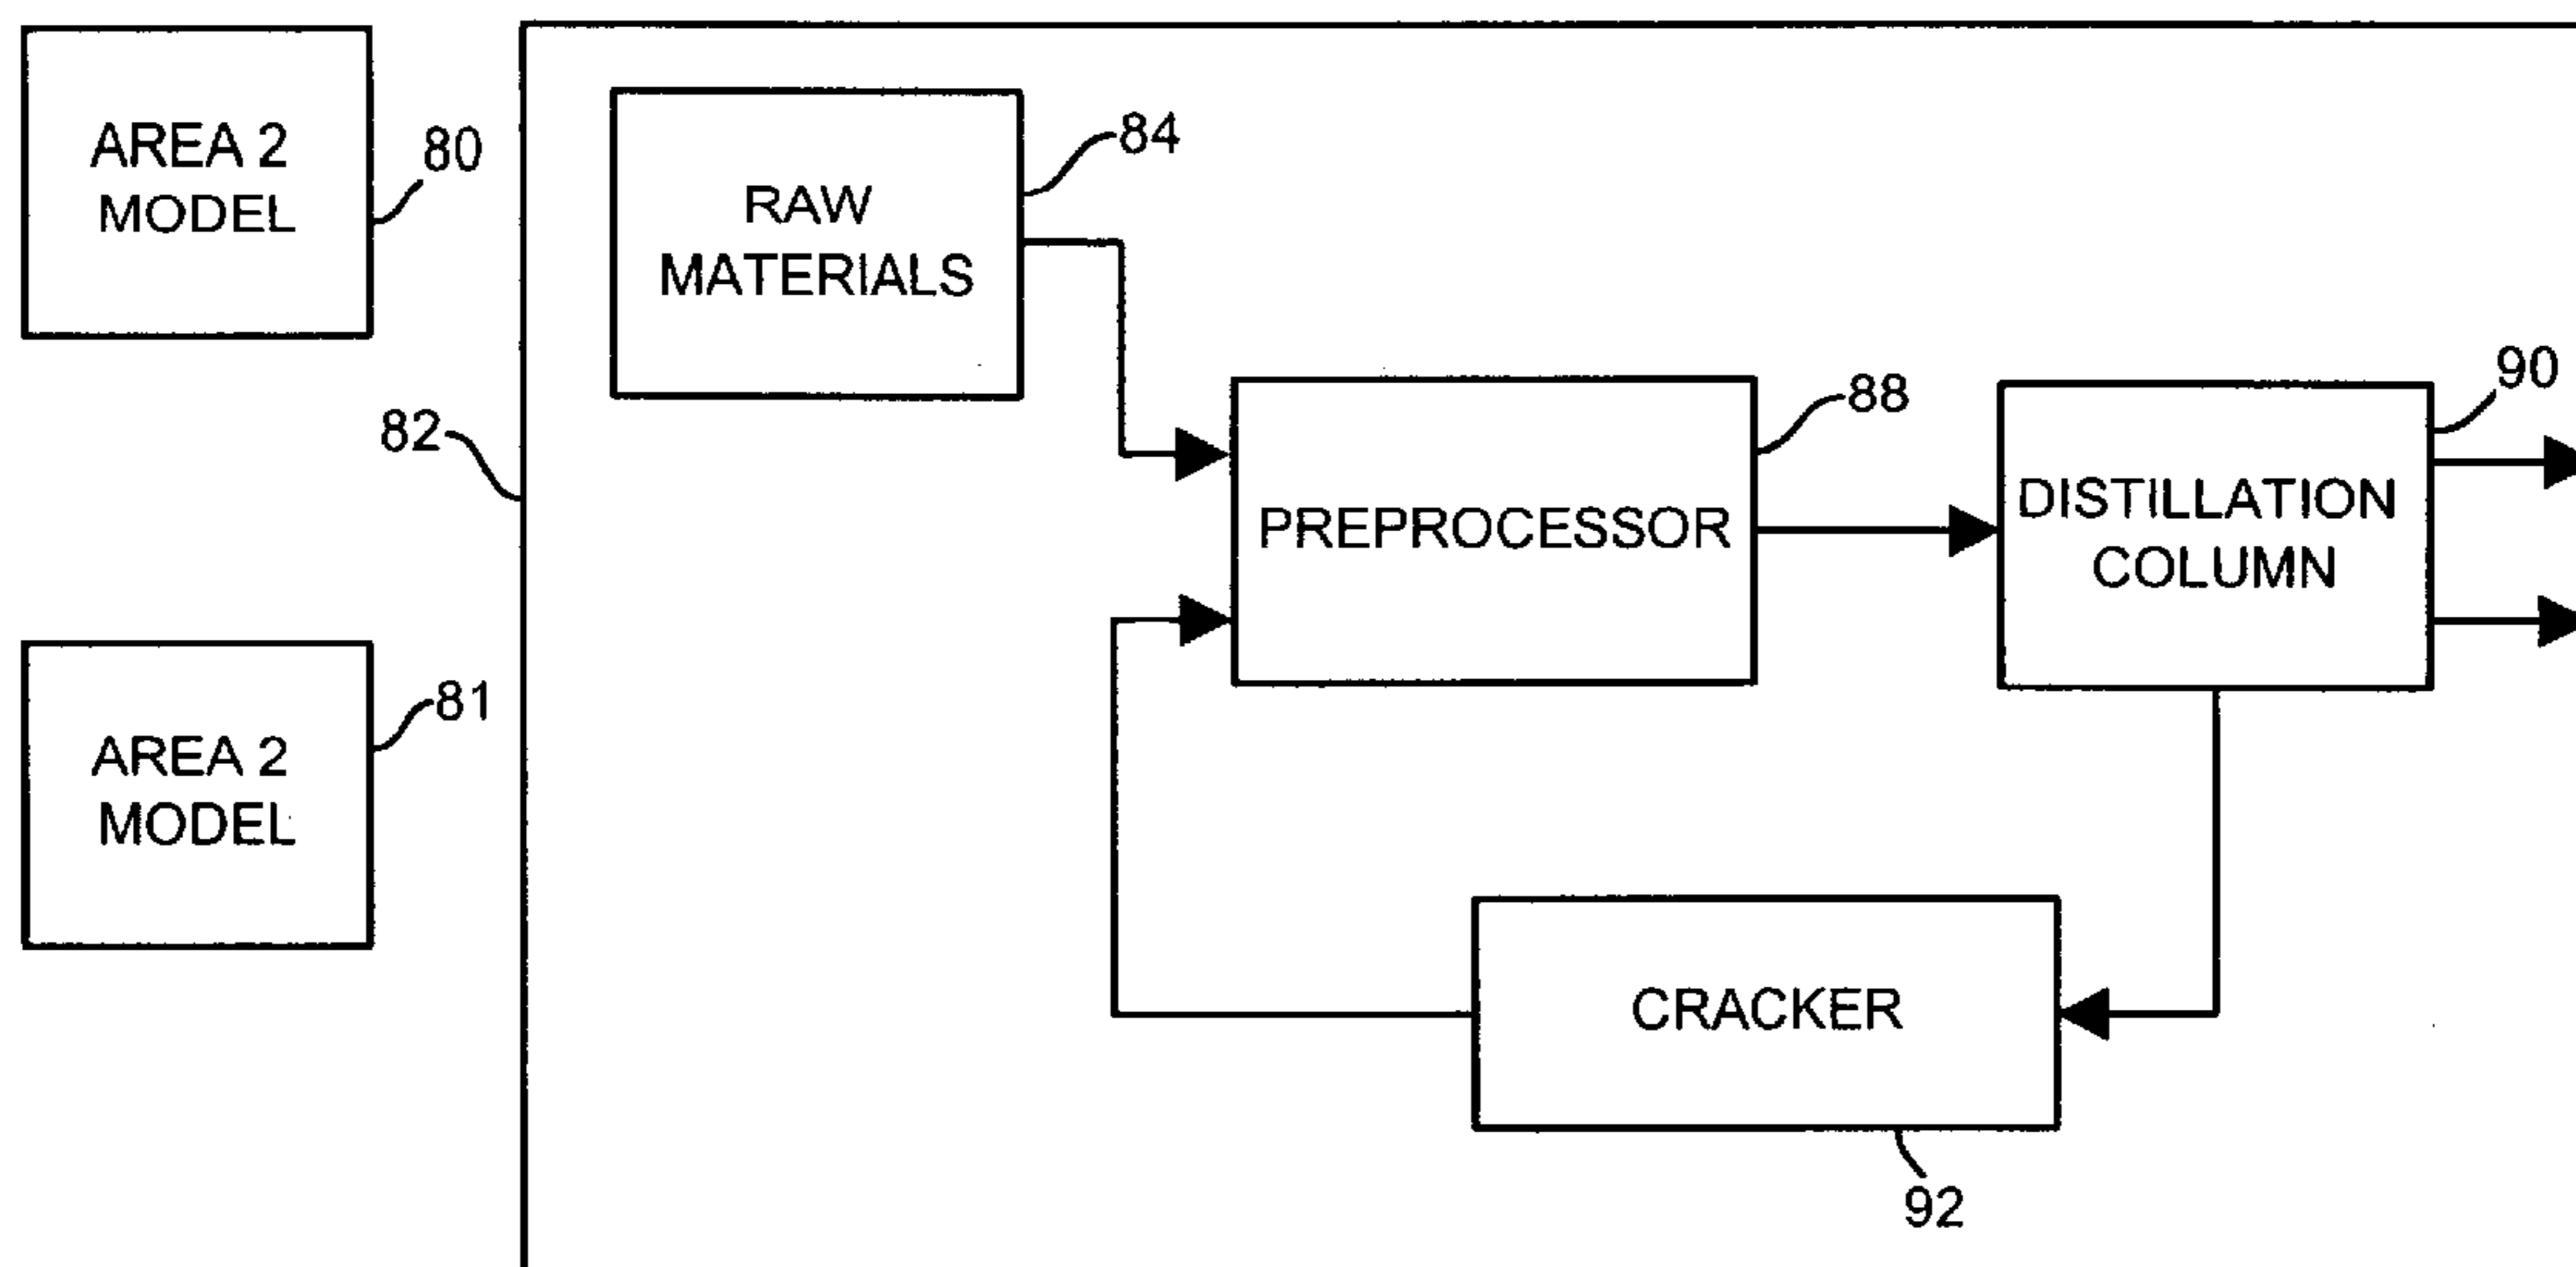 AREA 2
MODEL
80
RAW
MATERIALS
84
82
PREPROCESSOR
88
DISTILLATION
COLUMN
90
AREA 2
MODEL
81
CRACKER
92